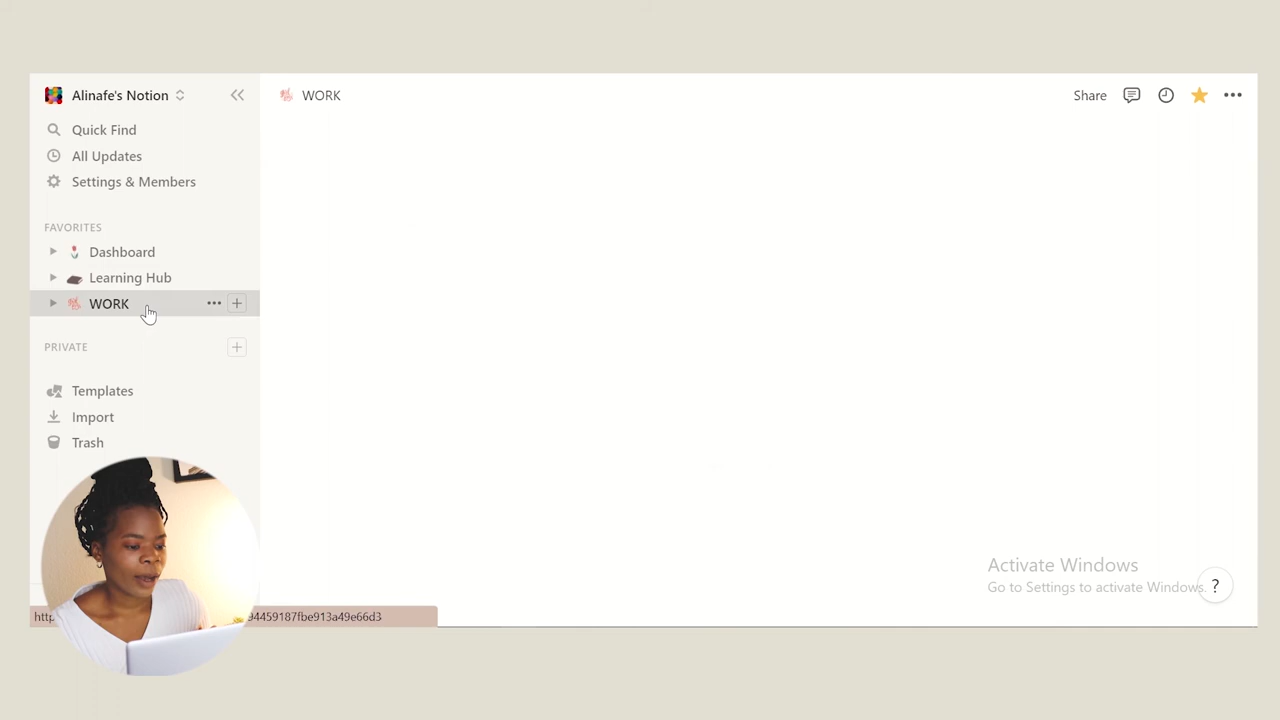 Alinafe's Notion
Quick Find
All Updates
Settings & Members
FAVORITES
Dashboard
Learning Hub
WORK
PRIVATE
Templates
Import
Trash
WORK
Share
Activate Windows
Go to Settings to activate Windows.
?
http
94459187fbe913a49e66d3